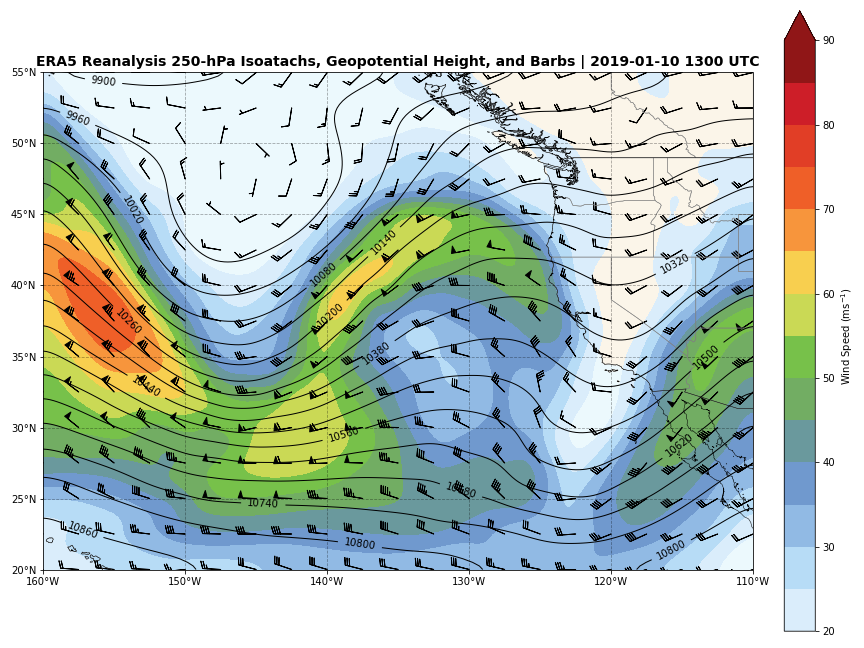 ERA5 Reanalysis 250-hPa Isoatachs, Geopotential Height, and Barbs | 2019-01-10 1300 UTC
90
55°N
9900
9960
80
50°N
10020
70
45°N
10140
10320
10080
40°N
60
Wind Speed (ms⁻¹)
10260
10200
10380
10500
35°N
10440
50
30°N
10560
10620
40
25°N
10740
10680
10860
10800
10800
30
20°N
160°W 150°W 140°W 130°W 120°W 110°W
20